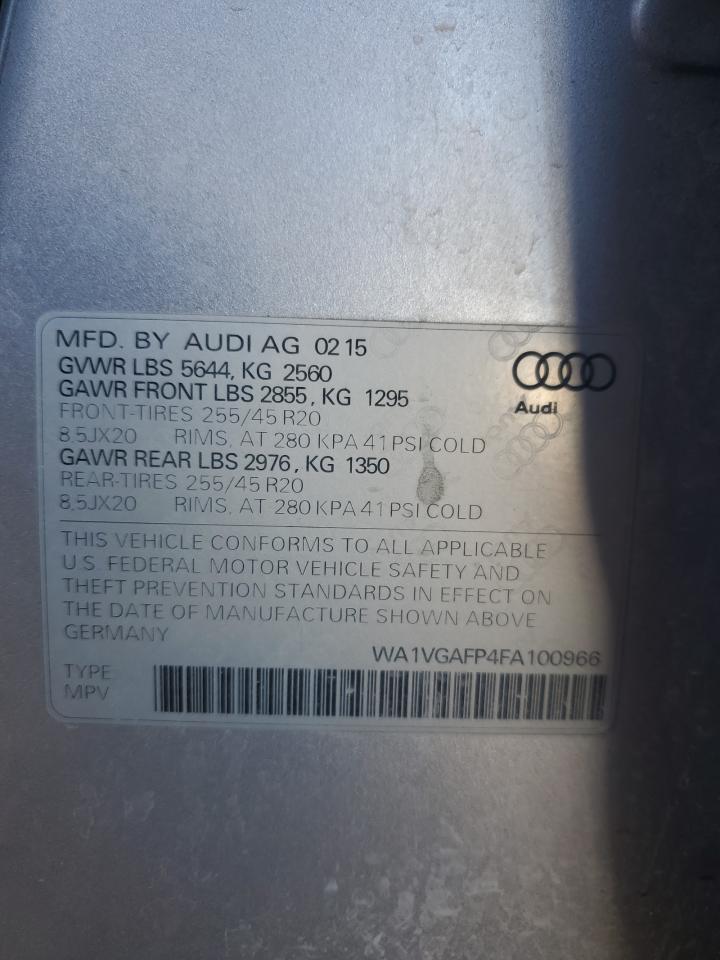 MFD. BY AUDI AG 02 15
GVWR LBS 5644, KG 2560
GAWR FRONT LBS 2855, KG 1295
FRONT-TIRES 255/45 R20
8,5JX20 RIMS, AT 280 KPA 41 PSI COLD
GAWR REAR LBS 2976, KG 1350
REAR-TIRES 255/45 R20
8,5JX20 RIMS, AT 280 KPA 41 PSI COLD
Audi
THIS VEHICLE CONFORMS TO ALL APPLICABLE
U.S. FEDERAL MOTOR VEHICLE SAFETY AND
THEFT PREVENTION STANDARDS IN EFFECT ON
THE DATE OF MANUFACTURE SHOWN ABOVE
GERMANY
WA1VGAFP4FA100966
TYPE
MPV